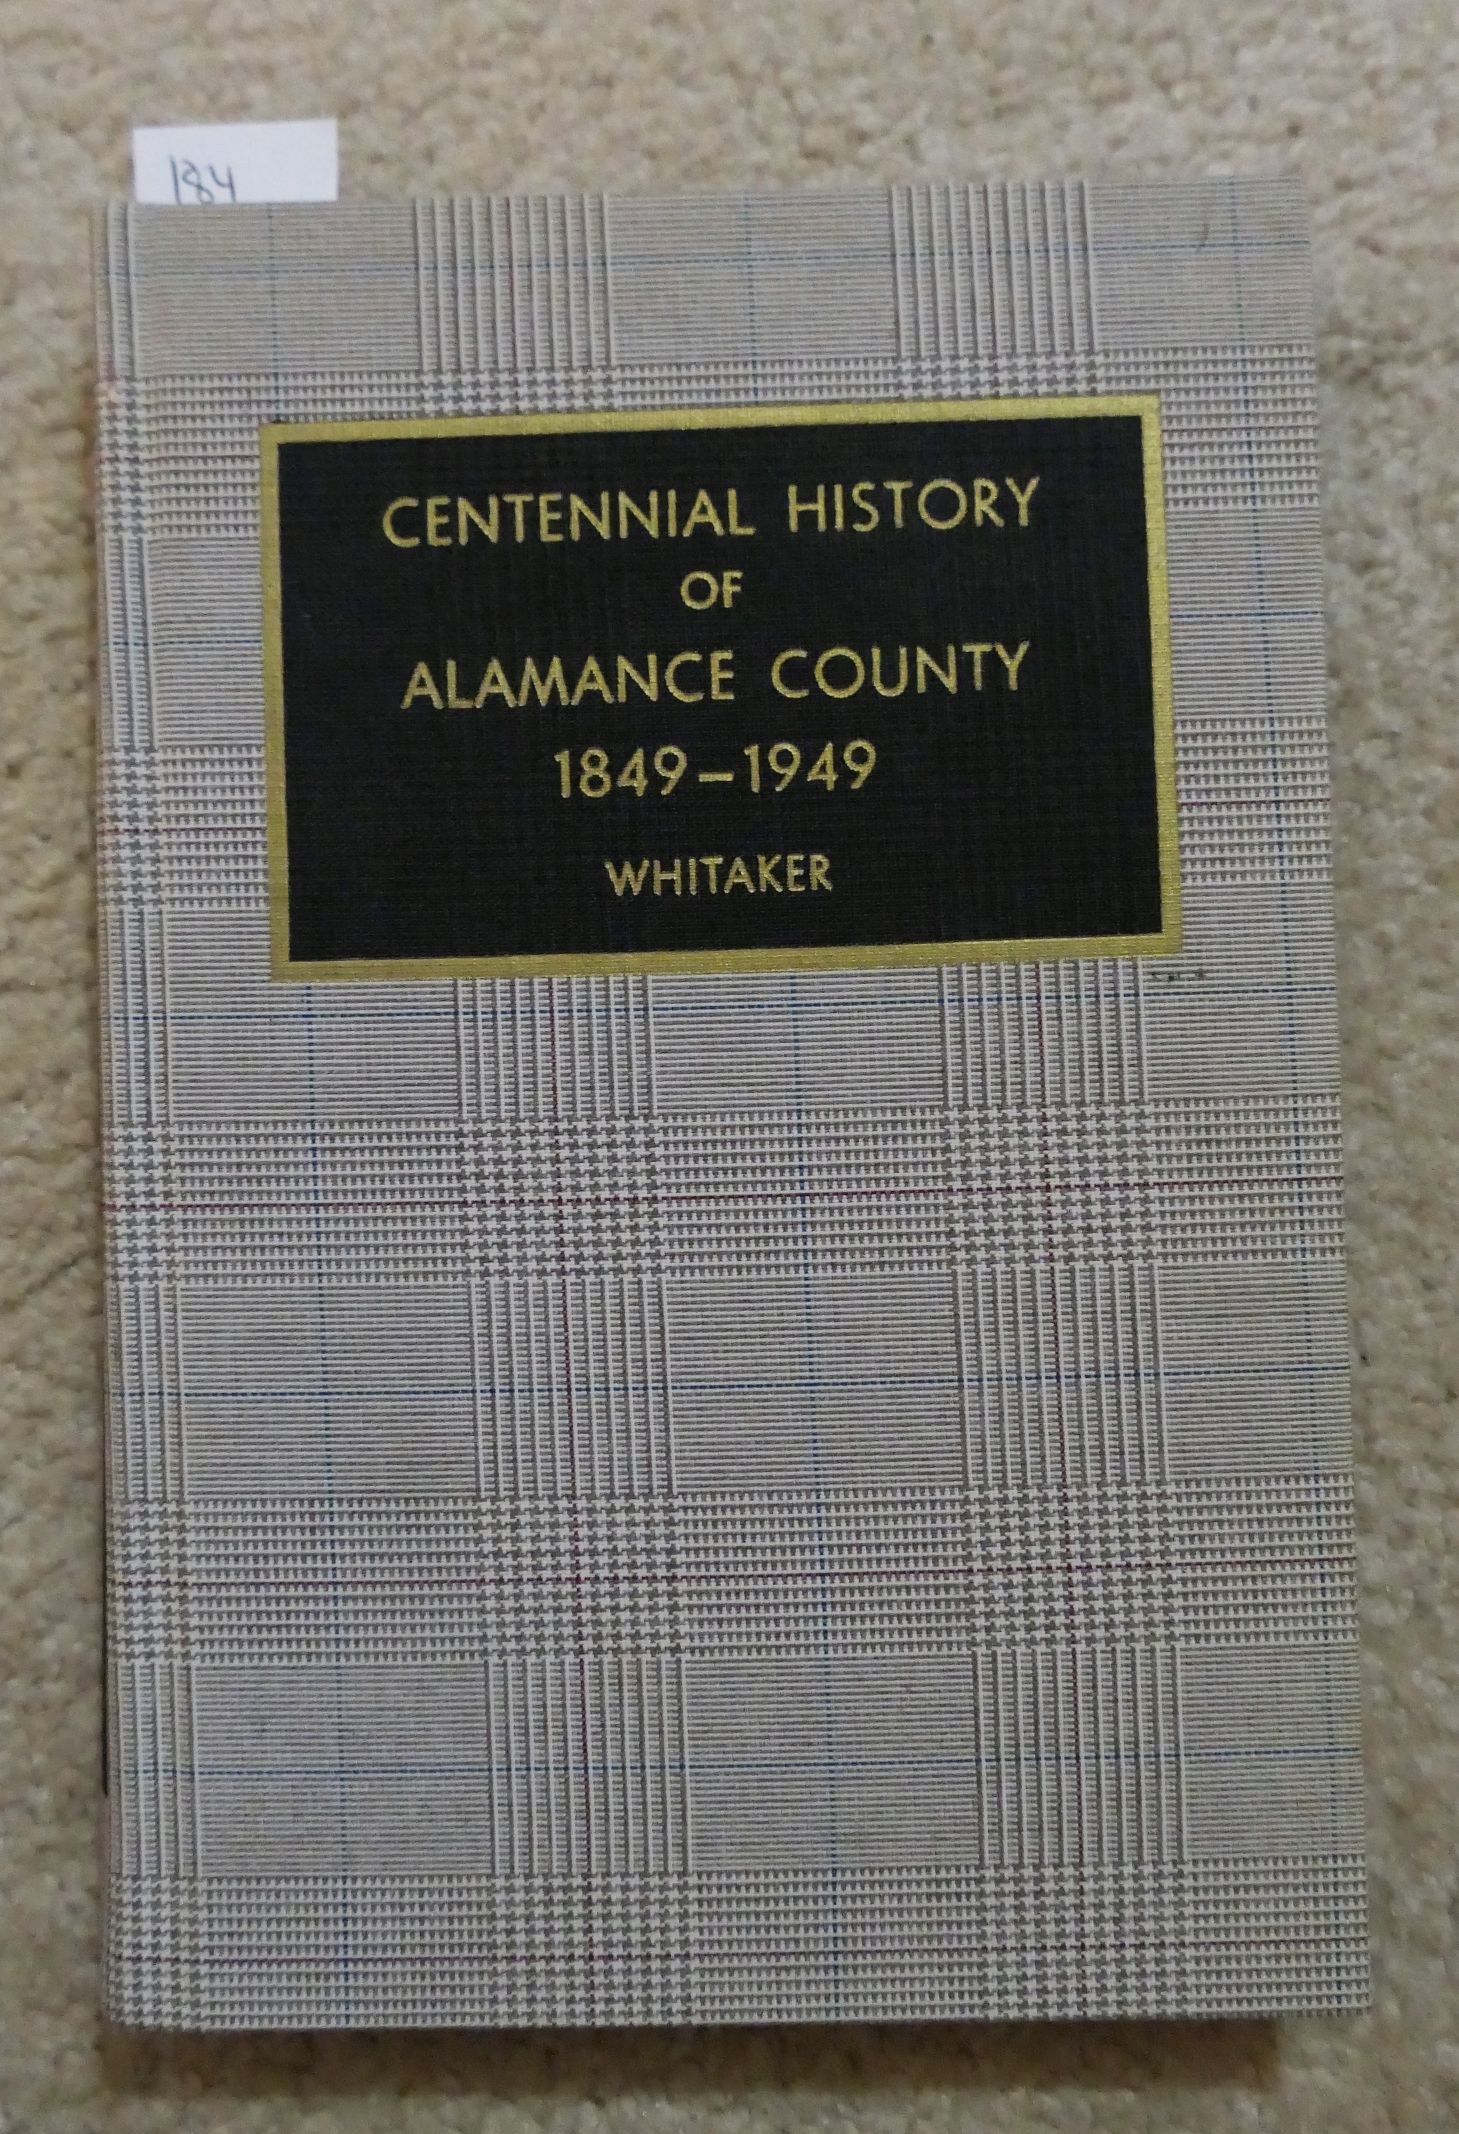 184
CENTENNIAL HISTORY
OF
ALAMANCE COUNTY
1849–1949
WHITAKER